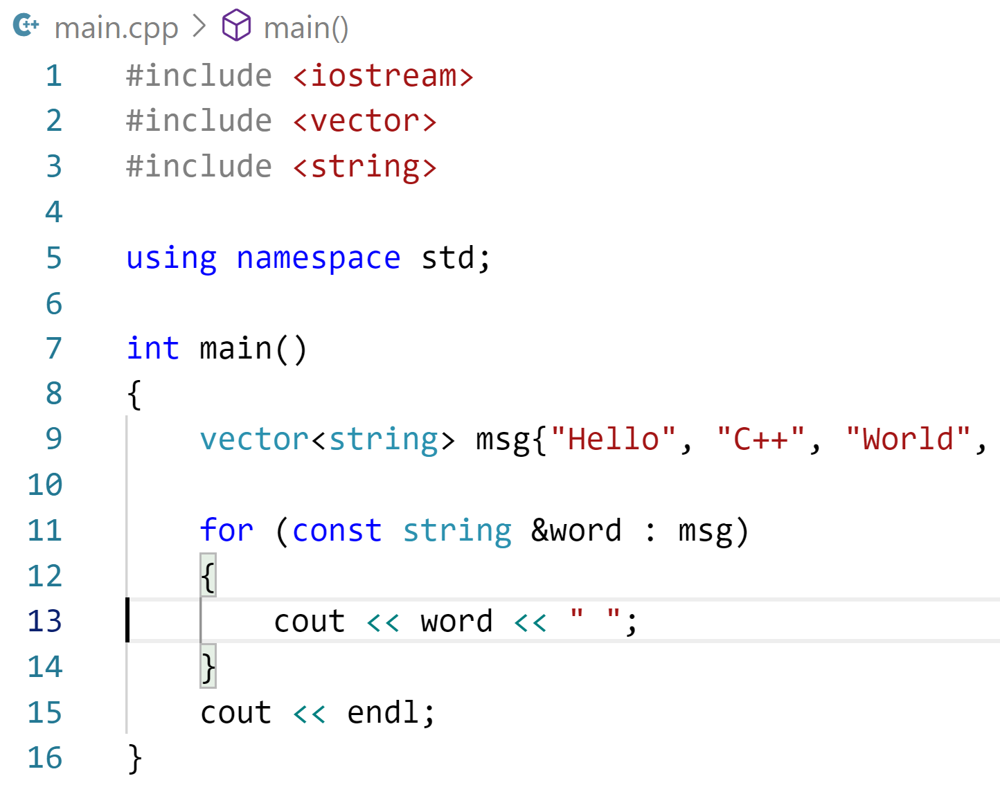 C++ main.cpp > main()
1 #include <iostream>
2 #include <vector>
3 #include <string>
4
5 using namespace std;
6
7 int main()
8 {
9 vector<string> msg{"Hello", "C++", "World",
10
11 for (const string &word : msg)
12 {
13 cout << word << " ";
14 }
15 cout << endl;
16 }